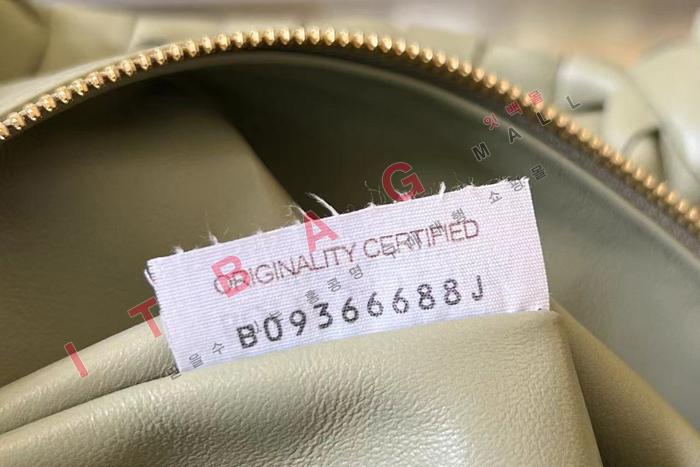 ORIGINALITY CERTIFIED
B09366688J
ITBAG
잇백몰
MALL